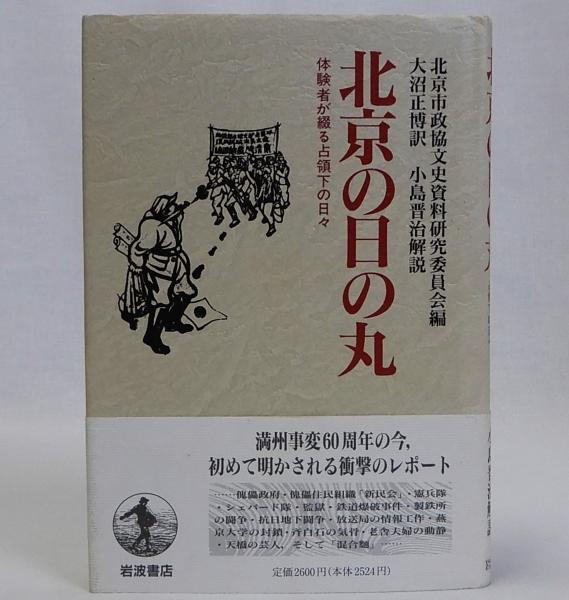 北京市政協文史資料研究委員会編
大沼正博訳 小島晋治解説
北京の日の丸
体験者が綴る占領下の日々
満州事変60周年の今,
初めて明かされる衝撃のレポート
……傀儡政府・傀儡住民組織「新民会」・憲兵隊
・シェパード隊・監獄・鉄道爆破事件・製鉄所
の闘争・抗日地下闘争・放送局の情報工作・燕
京大学の封鎖・斉白石の気骨・老舎夫婦の動静
・天橋の芸人,そして「混合麵」……
岩波書店
定価2600円(本体2524円)